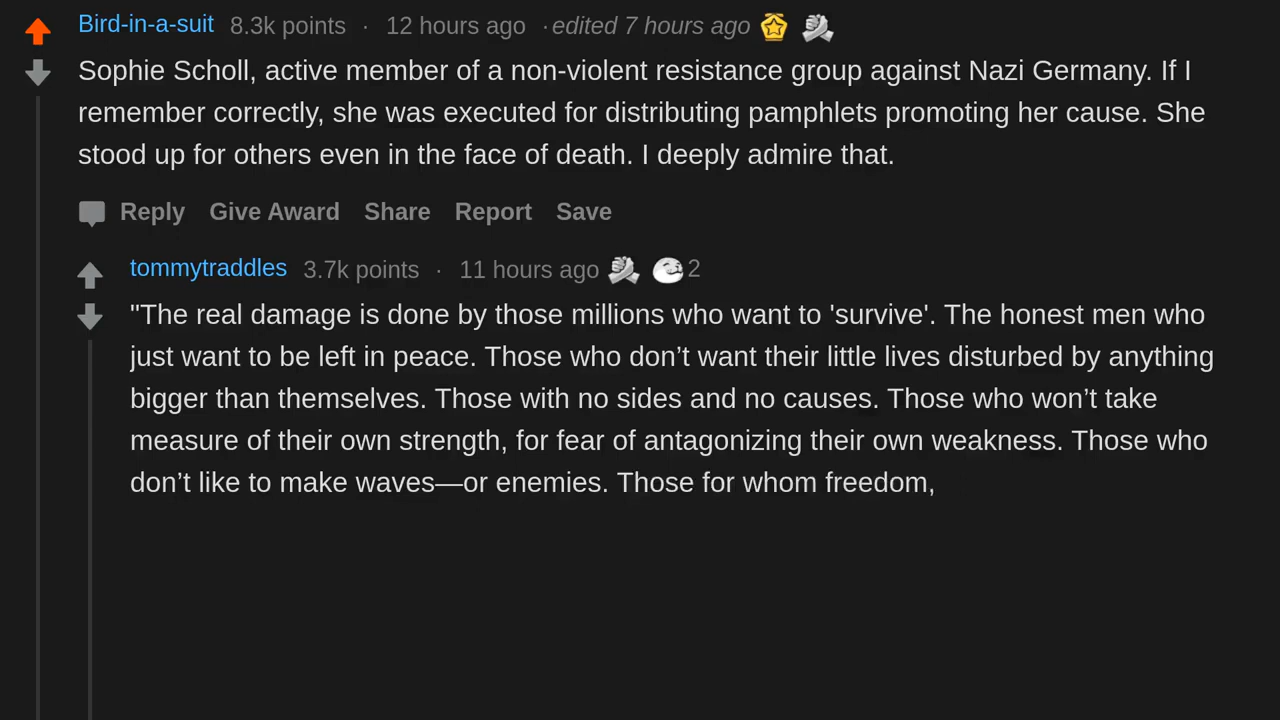 Bird-in-a-suit 8.3k points · 12 hours ago · edited 7 hours ago
Sophie Scholl, active member of a non-violent resistance group against Nazi Germany. If I
remember correctly, she was executed for distributing pamphlets promoting her cause. She
stood up for others even in the face of death. I deeply admire that.
Reply Give Award Share Report Save
tommytraddles 3.7k points · 11 hours ago 2
"The real damage is done by those millions who want to 'survive'. The honest men who
just want to be left in peace. Those who don’t want their little lives disturbed by anything
bigger than themselves. Those with no sides and no causes. Those who won’t take
measure of their own strength, for fear of antagonizing their own weakness. Those who
don’t like to make waves—or enemies. Those for whom freedom,